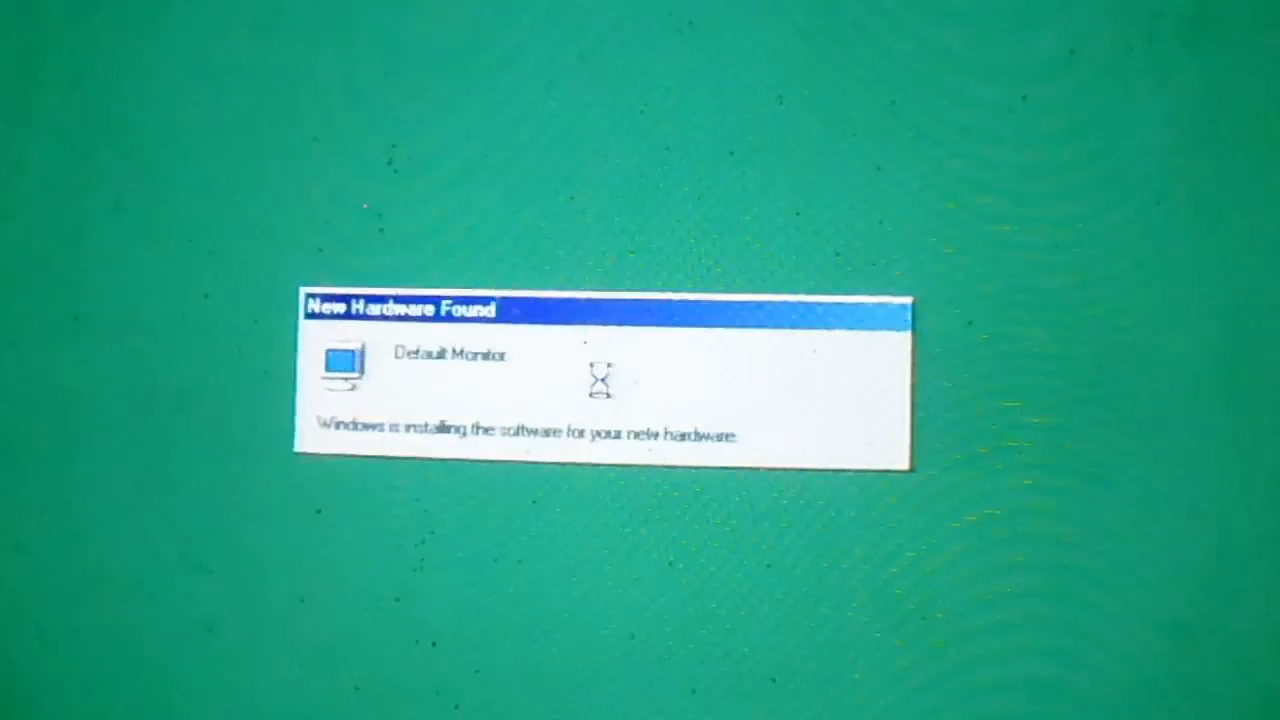 New Hardware Found
Default Monitor
Windows is installing the software for your new hardware.